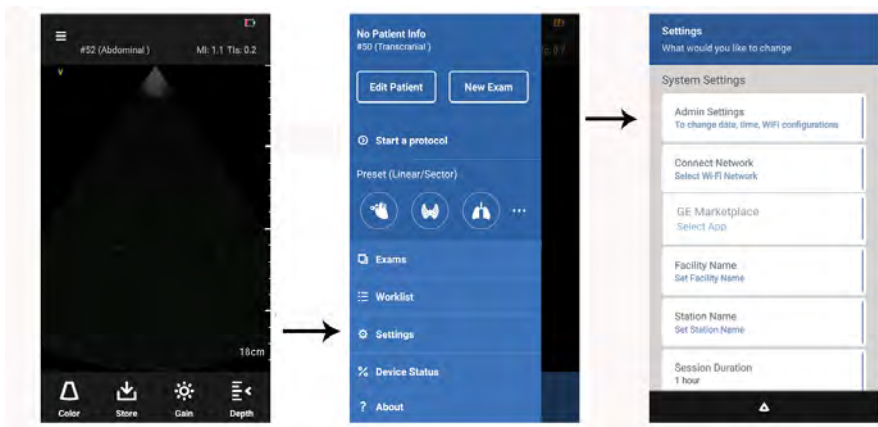 #52 (Abdominal )
MI: 1.1 TIs: 0.2
V
16cm
Color
Store
Gain
Depth
No Patient Info
#50 (Transcranial )
Edit Patient
New Exam
Start a protocol
Preset (Linear/Sector)
Exams
Worklist
Settings
Device Status
? About
Settings
What would you like to change
System Settings
Admin Settings
To change date, time, WiFi configurations
Connect Network
Select Wi-Fi Network
GE Marketplace
Select App
Facility Name
Set Facility Name
Station Name
Set Station Name
Session Duration
1 hour